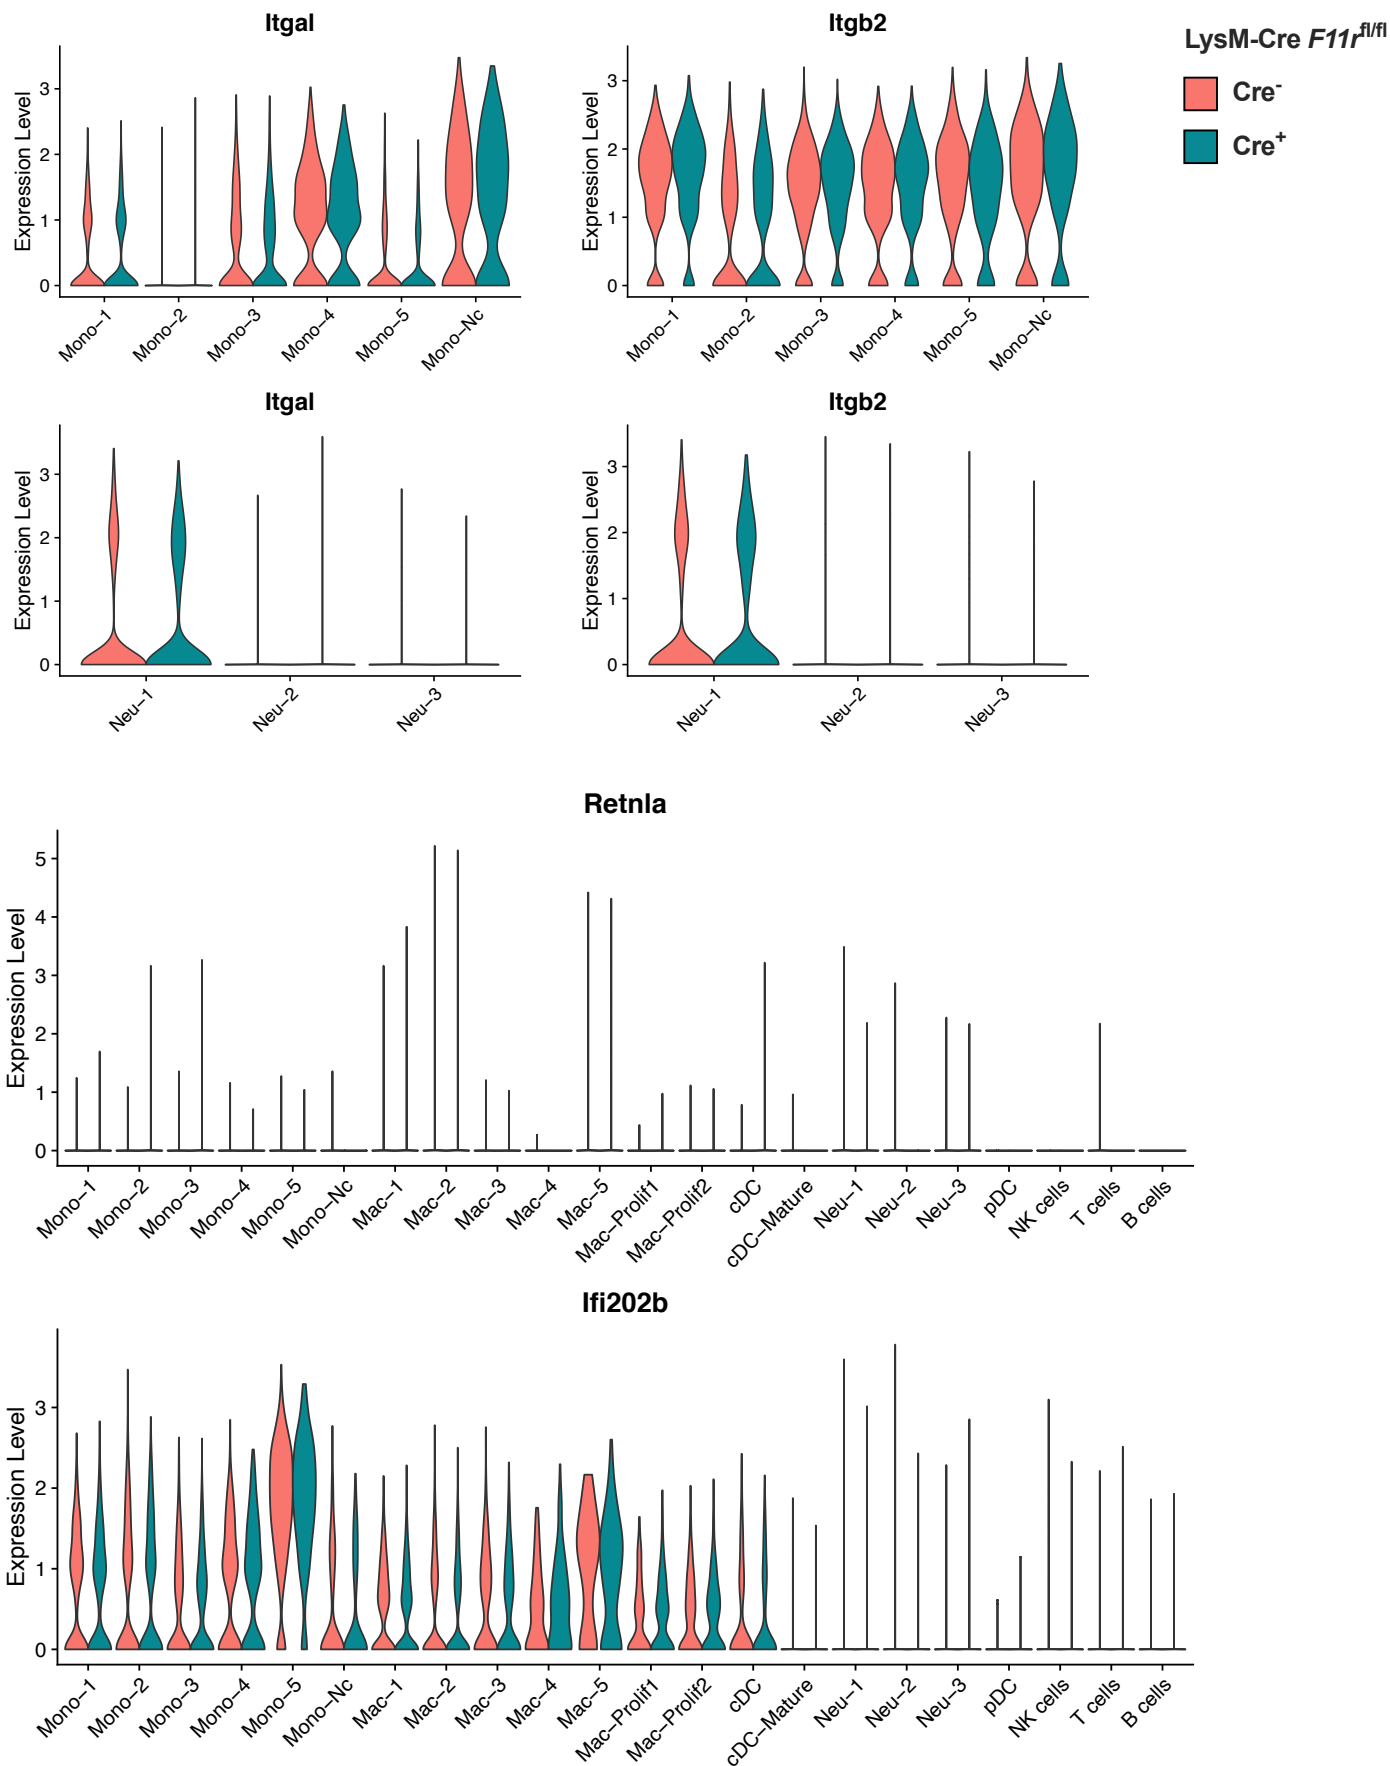 Itgal
Itgb2
LysM-Cre F11r^fl/fl
Cre^-
Cre^+
Expression Level
3
2
1
0
Mono-1
Mono-2
Mono-3
Mono-4
Mono-5
Mono-Nc
Expression Level
3
2
1
0
Mono-1
Mono-2
Mono-3
Mono-4
Mono-5
Mono-Nc
Itgal
Itgb2
Expression Level
3
2
1
0
Neu-1
Neu-2
Neu-3
Expression Level
3
2
1
0
Neu-1
Neu-2
Neu-3
Retnla
Expression Level
5
4
3
2
1
0
Mono-1
Mono-2
Mono-3
Mono-4
Mono-5
Mono-Nc
Mac-1
Mac-2
Mac-3
Mac-4
Mac-5
Mac-Prolif1
Mac-Prolif2
cDC
cDC-Mature
Neu-1
Neu-2
Neu-3
pDC
NK cells
T cells
B cells
Ifi202b
Expression Level
3
2
1
0
Mono-1
Mono-2
Mono-3
Mono-4
Mono-5
Mono-Nc
Mac-1
Mac-2
Mac-3
Mac-4
Mac-5
Mac-Prolif1
Mac-Prolif2
cDC
cDC-Mature
Neu-1
Neu-2
Neu-3
pDC
NK cells
T cells
B cells